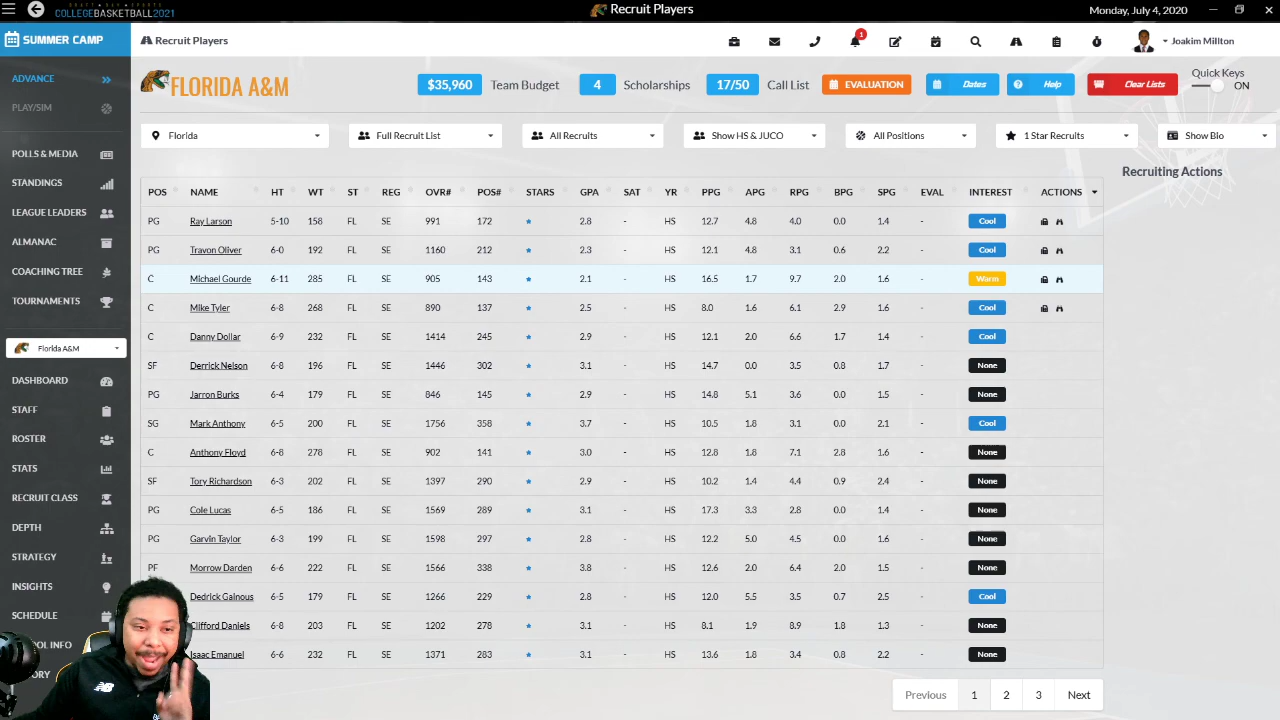 DRAFT DAY SPORTS
COLLEGEBASKETBALL2021
Recruit Players
Monday, July 4, 2020
SUMMER CAMP
Recruit Players
1
Joakim Millton
ADVANCE
PLAY/SIM
POLLS & MEDIA
STANDINGS
LEAGUE LEADERS
ALMANAC
COACHING TREE
TOURNAMENTS
Florida A&M
DASHBOARD
STAFF
ROSTER
STATS
RECRUIT CLASS
DEPTH
STRATEGY
INSIGHTS
SCHEDULE
OOL INFO
ORY
FLORIDA A&M
$35,960 Team Budget 4 Scholarships 17/50 Call List EVALUATION Dates Help Clear Lists Quick Keys ON
Florida Full Recruit List All Recruits Show HS & JUCO All Positions 1 Star Recruits Show Bio
Recruiting Actions
POS NAME HT WT ST REG OVR# POS# STARS GPA SAT YR PPG APG RPG BPG SPG EVAL INTEREST ACTIONS
PG Ray Larson 5-10 158 FL SE 991 172 2.8 - HS 12.7 4.8 4.0 0.0 1.4 - Cool
PG Travon Oliver 6-0 192 FL SE 1160 212 2.3 - HS 12.1 4.8 3.1 0.6 2.2 - Cool
C Michael Gourde 6-11 285 FL SE 905 143 2.1 - HS 16.5 1.7 9.7 2.0 1.6 - Warm
C Mike Tyler 6-9 268 FL SE 890 137 2.5 - HS 8.0 1.6 6.1 2.9 1.6 - Cool
C Danny Dollar 6-9 232 FL SE 1414 245 2.9 - HS 12.1 2.0 6.6 1.7 1.4 - Cool
SF Derrick Nelson 6-8 196 FL SE 1446 302 3.1 - HS 14.7 0.0 3.5 0.8 1.7 - None
PG Jarron Burks 6-4 179 FL SE 846 145 2.9 - HS 14.8 5.1 3.6 0.0 1.5 - None
SG Mark Anthony 6-5 200 FL SE 1756 358 3.7 - HS 10.5 1.8 3.1 0.0 2.1 - Cool
C Anthony Floyd 6-8 278 FL SE 903 141 3.0 - HS 12.8 1.8 7.1 2.8 1.6 - None
SF Tory Richardson 6-3 202 FL SE 1397 290 2.9 - HS 10.2 1.4 4.4 0.9 2.4 - None
PG Cole Lucas 6-5 186 FL SE 1569 289 3.1 - HS 17.3 3.3 2.8 0.0 1.4 - None
PG Garvin Taylor 6-3 199 FL SE 1598 297 2.8 - HS 12.2 5.0 4.5 0.0 1.6 - None
PF Morrow Darden 6-6 222 FL SE 1566 338 3.8 - HS 12.6 2.0 6.4 2.0 1.5 - None
Dedrick Gainous 6-5 179 FL SE 1266 229 2.8 - HS 12.0 5.5 3.5 0.7 2.5 - Cool
Clifford Daniels 6-8 203 FL SE 1202 278 3.1 - HS 8.1 1.9 8.9 1.8 1.3 - None
Isaac Emanuel 6-6 232 FL SE 1371 283 3.1 - HS 13.6 1.8 3.4 0.8 2.2 - None
Previous 1 2 3 Next